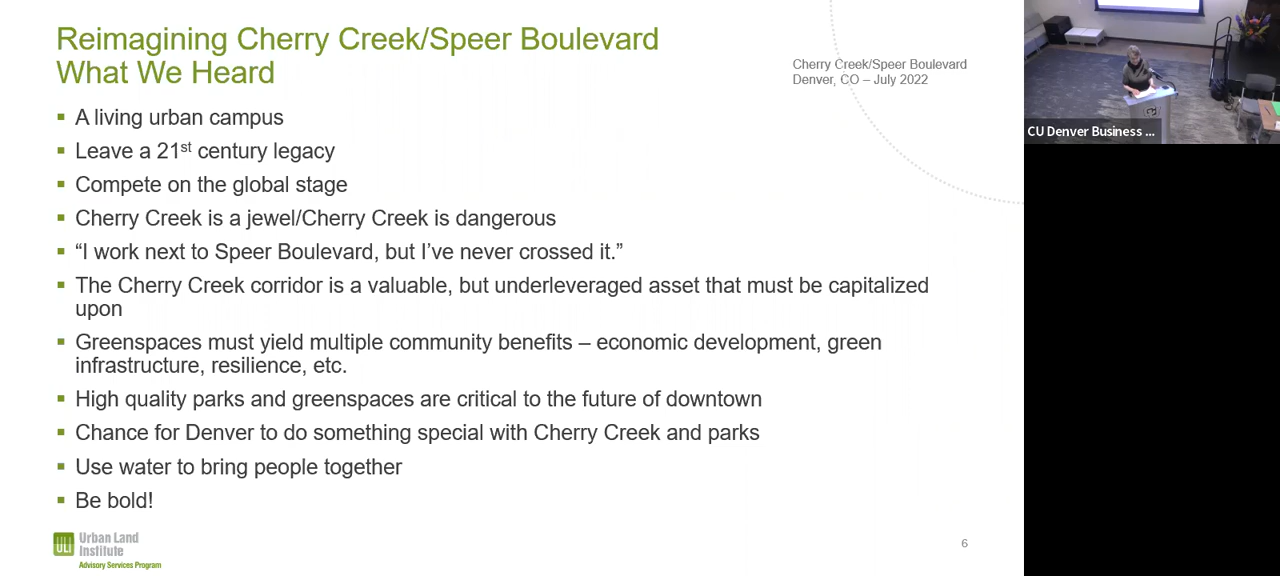 Reimagining Cherry Creek/Speer Boulevard
What We Heard
Cherry Creek/Speer Boulevard
Denver, CO – July 2022
▪ A living urban campus
▪ Leave a 21st century legacy
▪ Compete on the global stage
▪ Cherry Creek is a jewel/Cherry Creek is dangerous
▪ “I work next to Speer Boulevard, but I’ve never crossed it.”
▪ The Cherry Creek corridor is a valuable, but underleveraged asset that must be capitalized
upon
▪ Greenspaces must yield multiple community benefits – economic development, green
infrastructure, resilience, etc.
▪ High quality parks and greenspaces are critical to the future of downtown
▪ Chance for Denver to do something special with Cherry Creek and parks
▪ Use water to bring people together
▪ Be bold!
ULI
Urban Land
Institute
Advisory Services Program
6
CU Denver Business ...